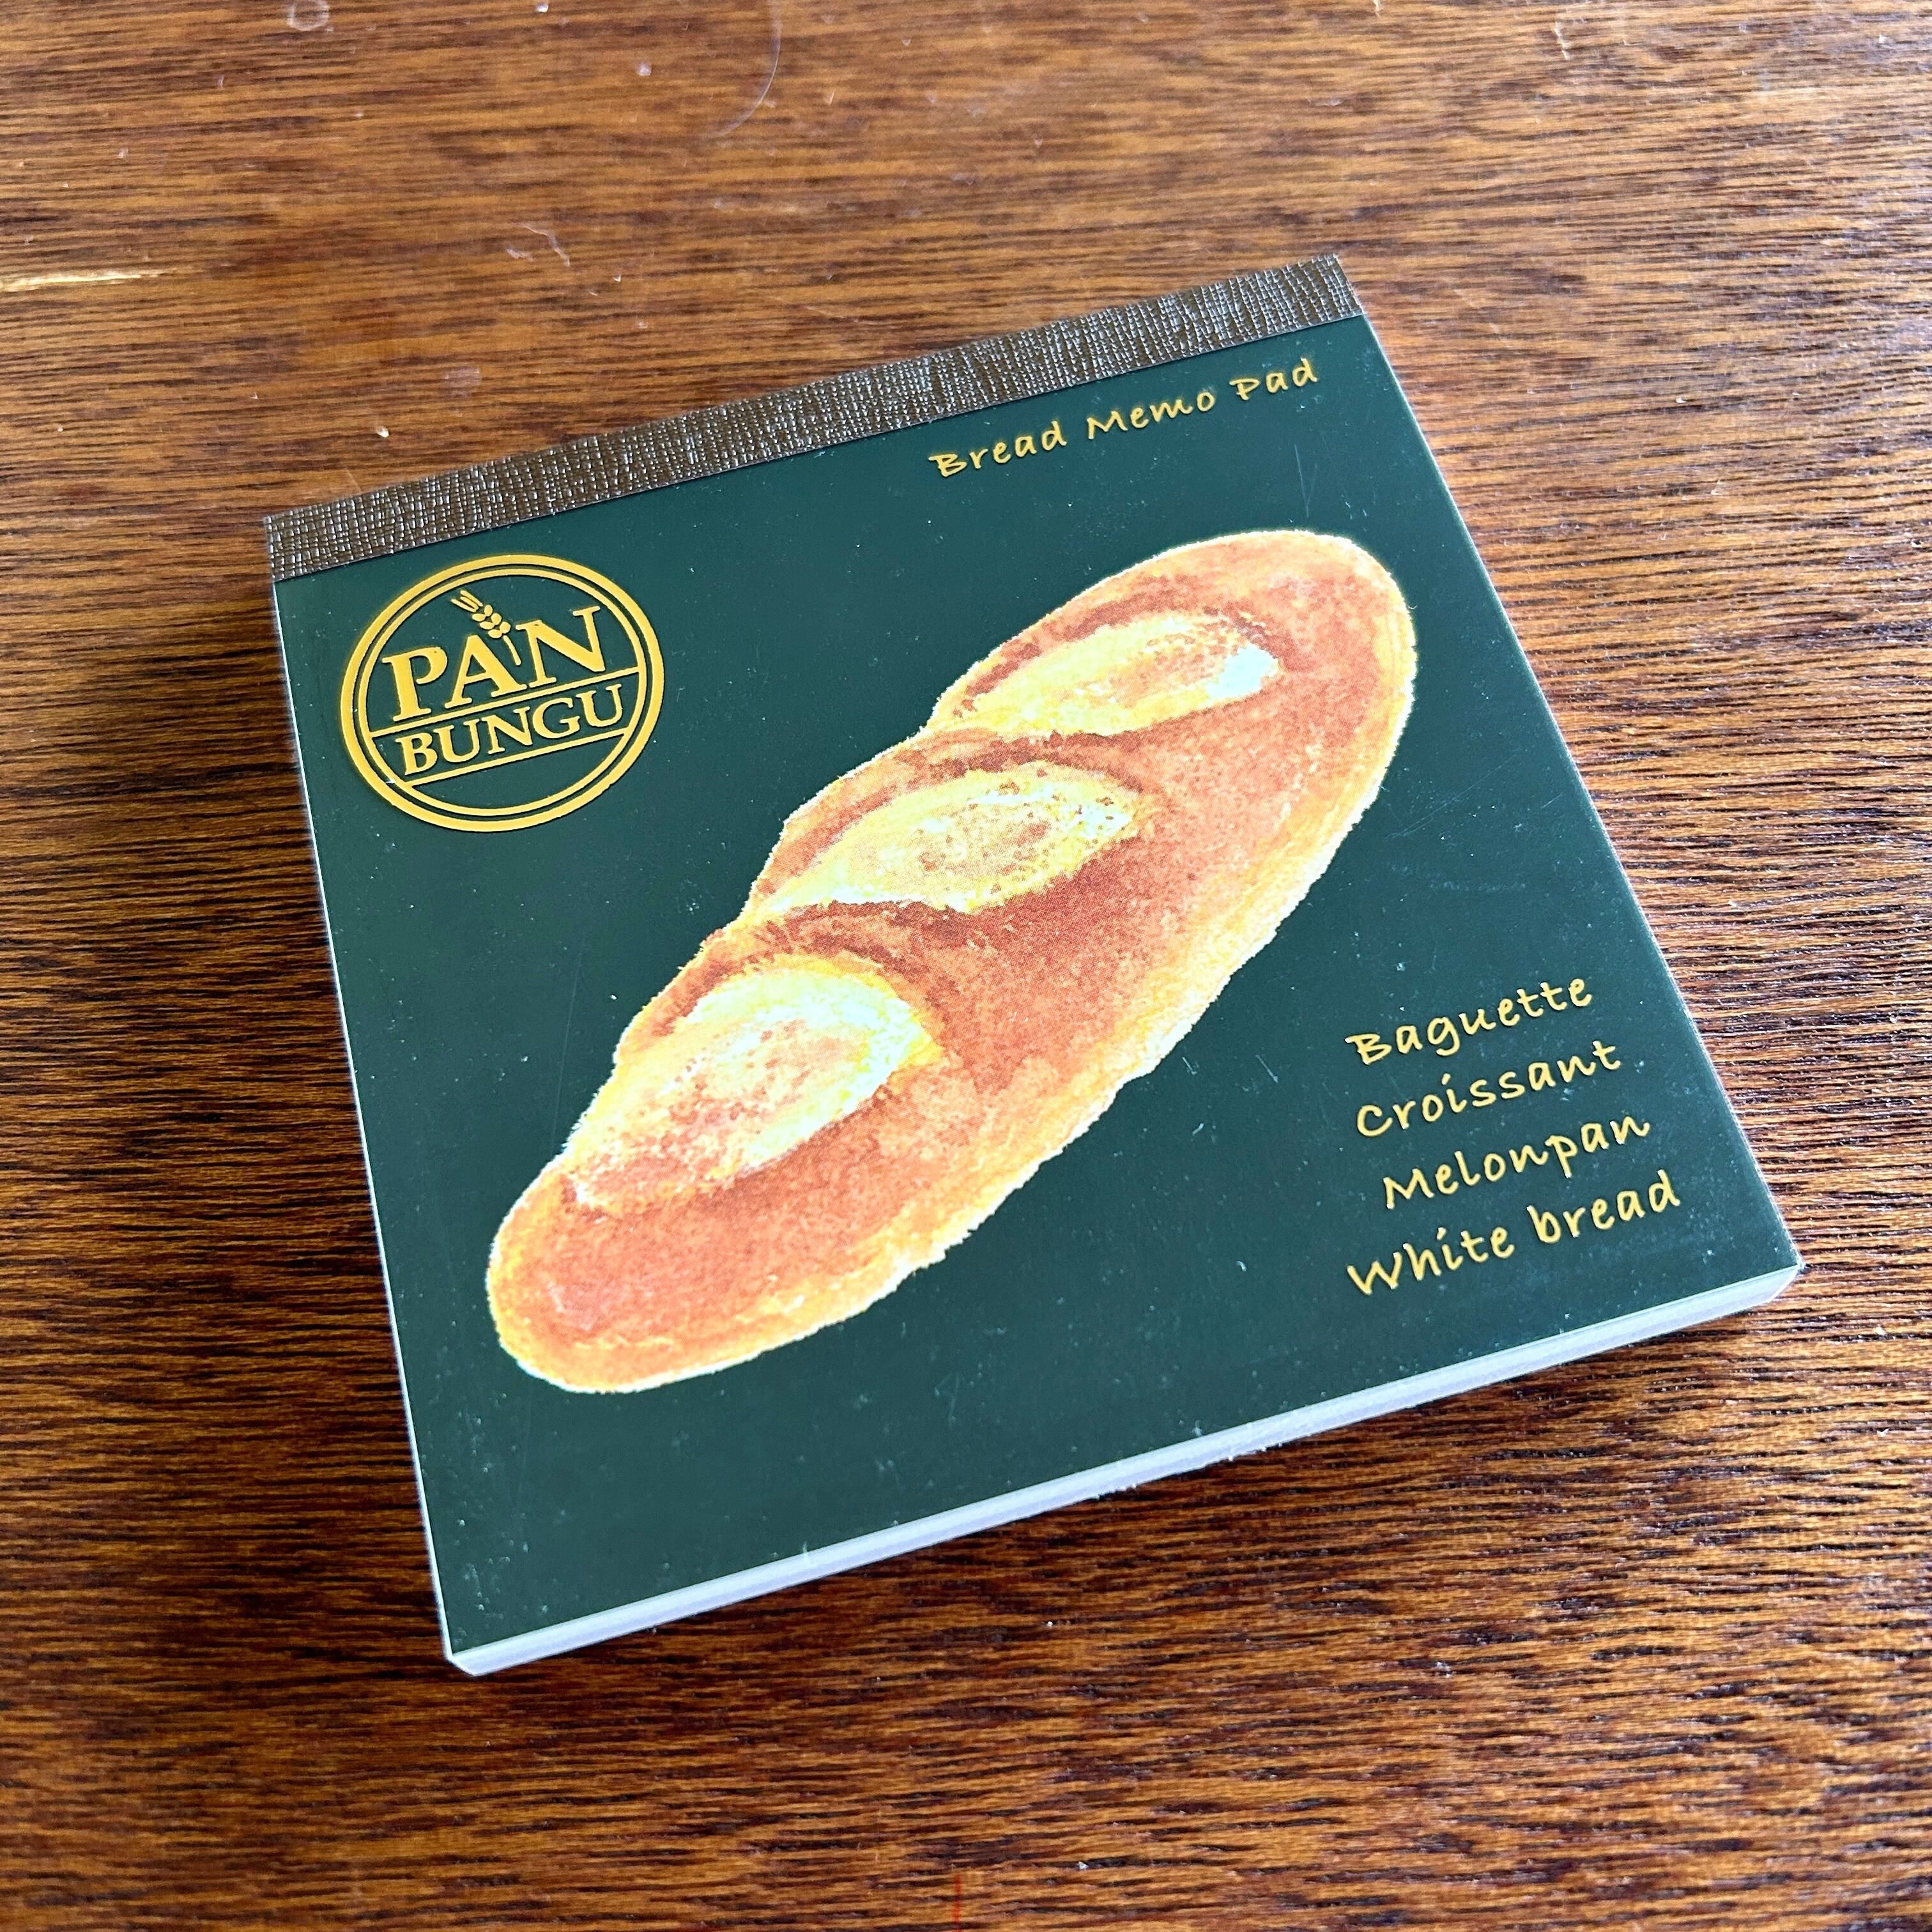 Bread Memo Pad
PAN
BUNGU
Baguette
Croissant
Melonpan
White bread